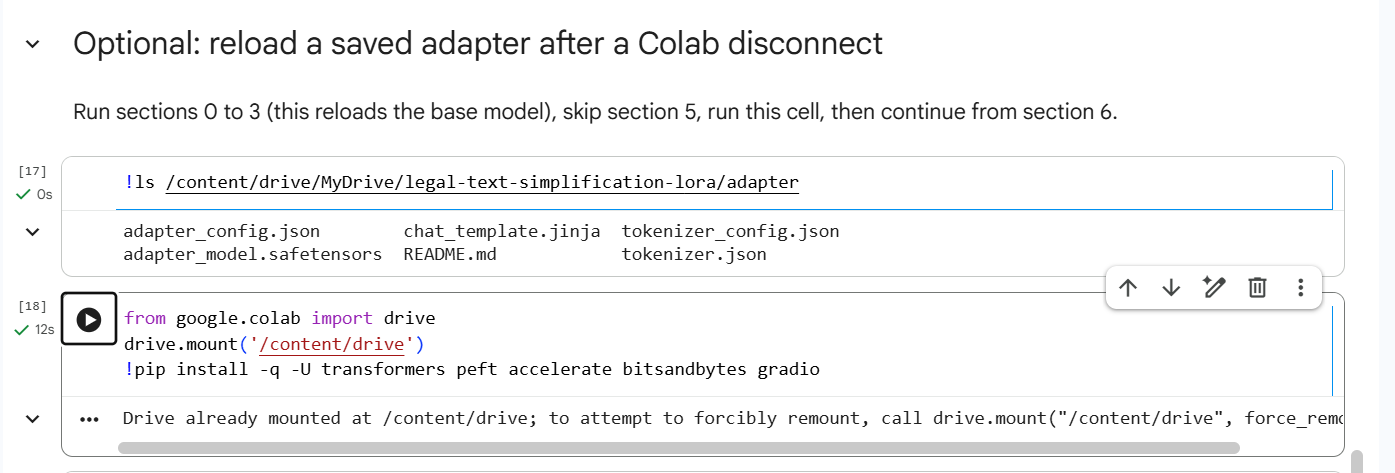 Optional: reload a saved adapter after a Colab disconnect
Run sections 0 to 3 (this reloads the base model), skip section 5, run this cell, then continue from section 6.
[17]
0s
!ls /content/drive/MyDrive/legal-text-simplification-lora/adapter
adapter_config.json chat_template.jinja tokenizer_config.json
adapter_model.safetensors README.md tokenizer.json
[18]
12s
from google.colab import drive
drive.mount('/content/drive')
!pip install -q -U transformers peft accelerate bitsandbytes gradio
Drive already mounted at /content/drive; to attempt to forcibly remount, call drive.mount("/content/drive", force_remo